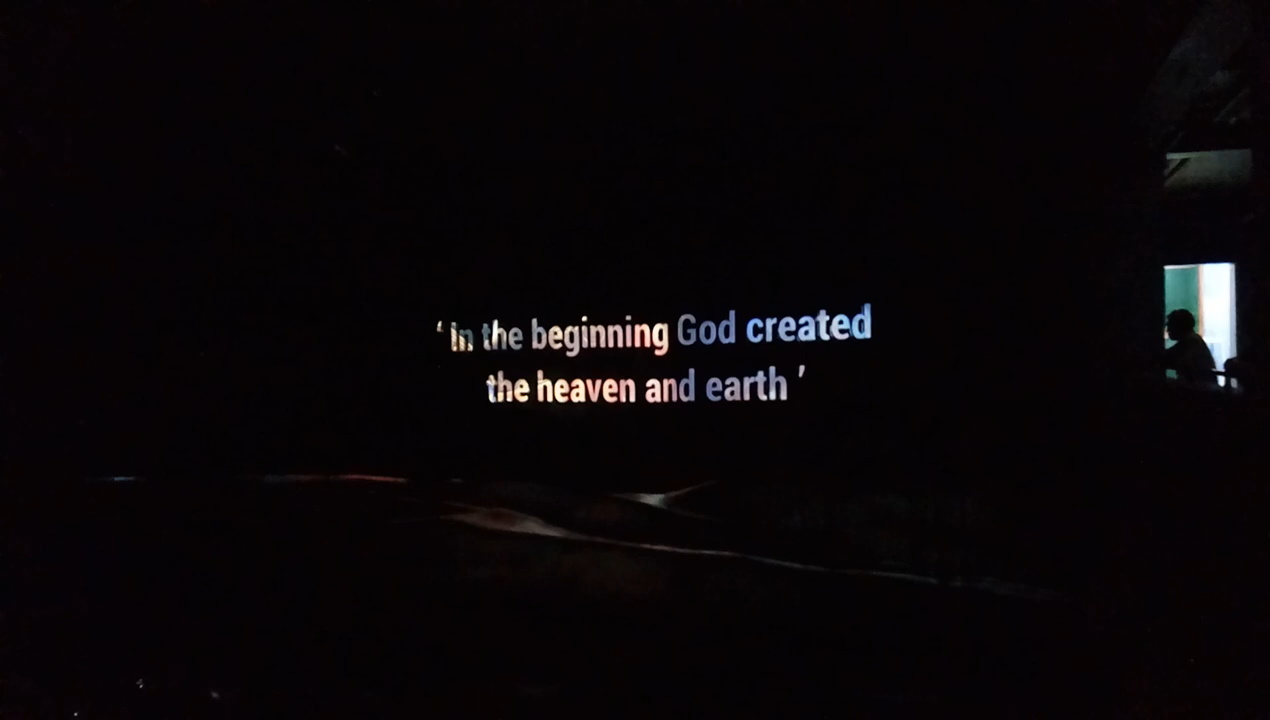 ‘ In the beginning God created
the heaven and earth ’